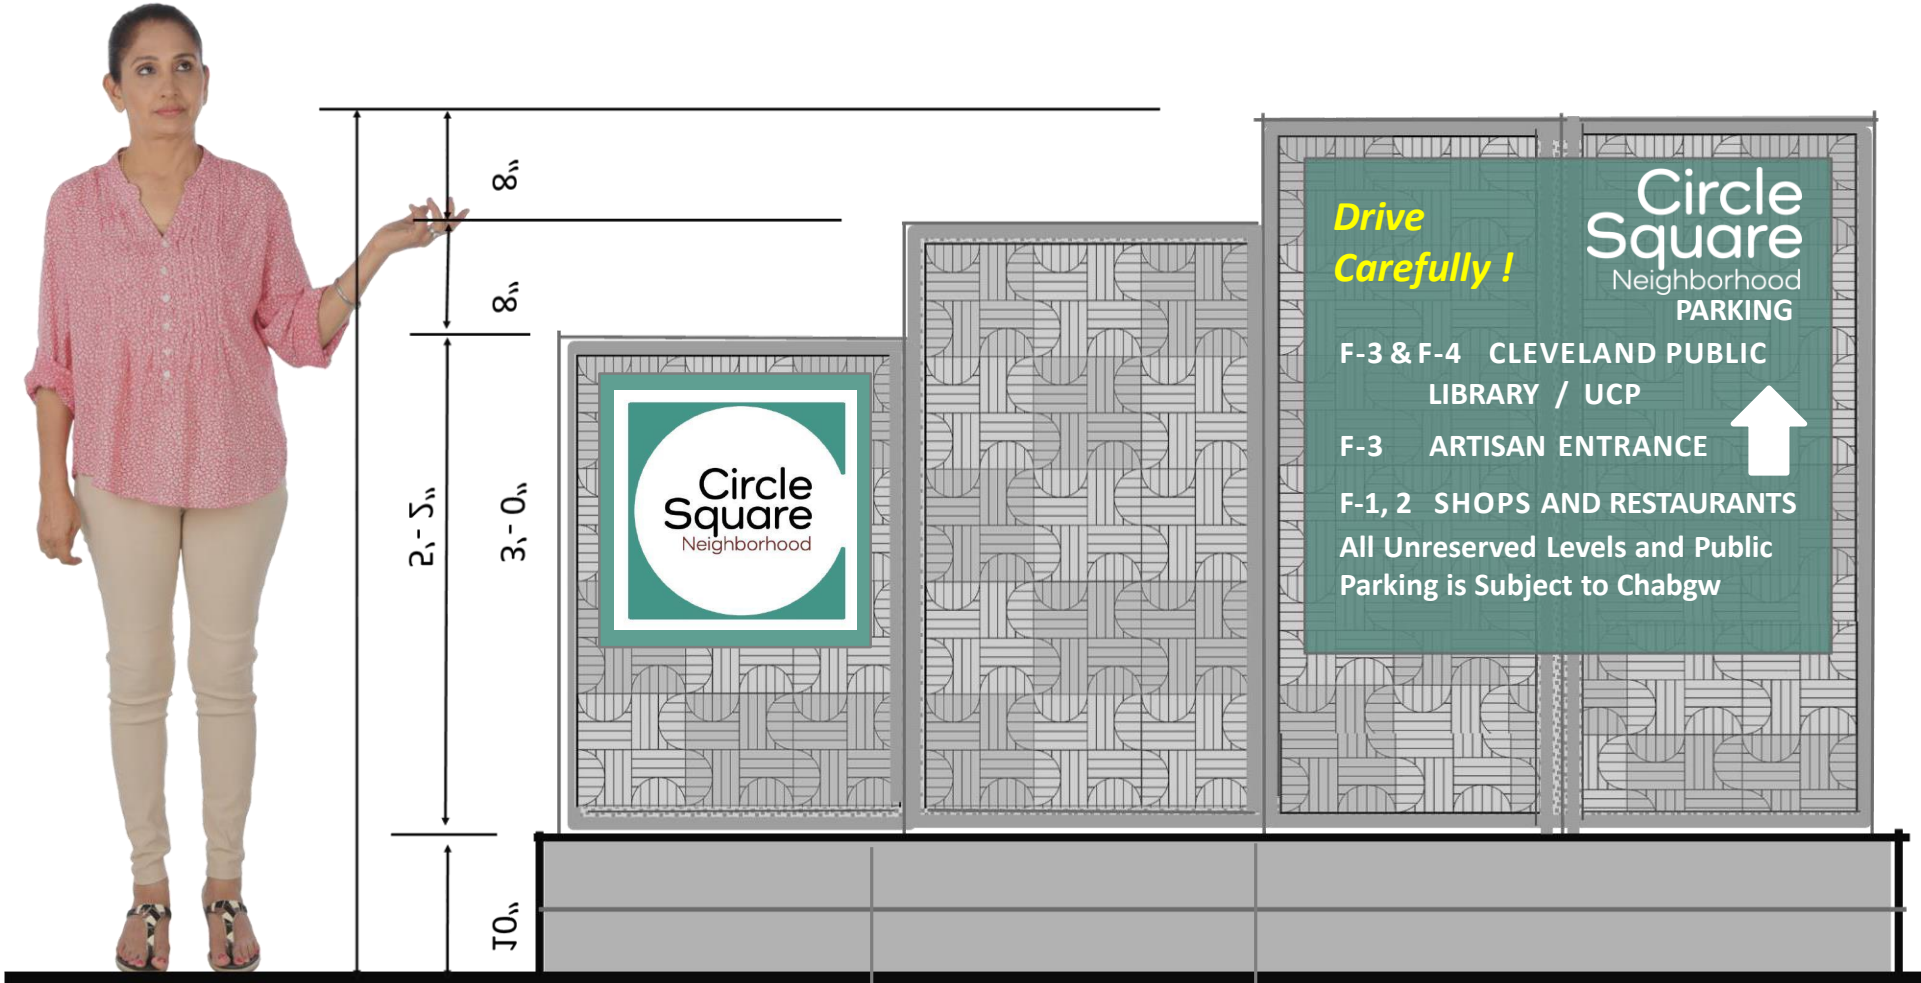 8"
8"
5'-2"
3'-0"
10"
Circle
Square
Neighborhood
Drive
Carefully !
Circle
Square
Neighborhood
PARKING
F-3 & F-4 CLEVELAND PUBLIC
LIBRARY / UCP
F-3 ARTISAN ENTRANCE
F-1, 2 SHOPS AND RESTAURANTS
All Unreserved Levels and Public
Parking is Subject to Chabgw